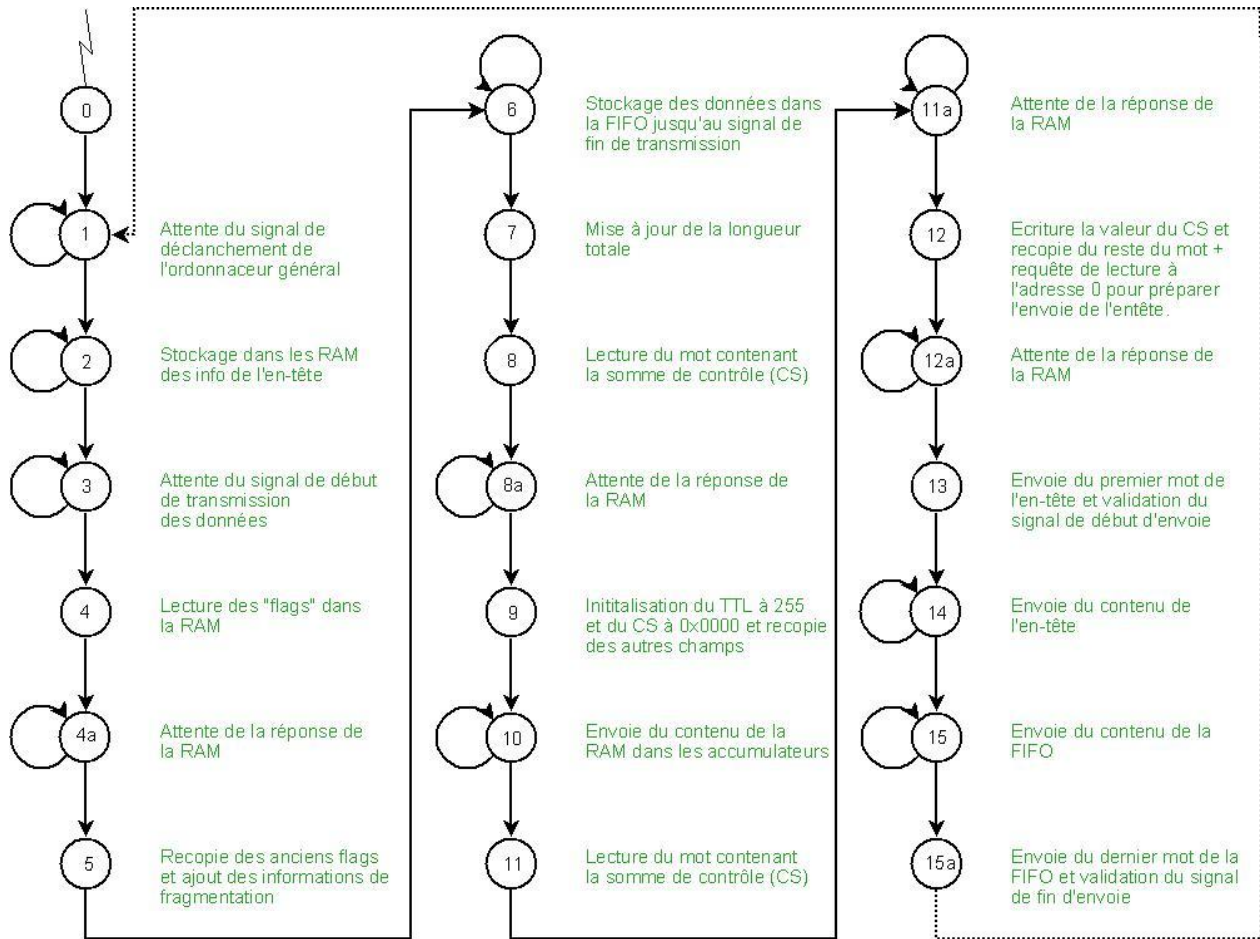 0
1
Attente du signal de
déclanchement de
l'ordonnaceur général
2
Stockage dans les RAM
des info de l'en-tête
3
Attente du signal de début
de transmission
des données
4
Lecture des "flags" dans
la RAM
4a
Attente de la réponse de
la RAM
5
Recopie des anciens flags
et ajout des informations de
fragmentation
6
Stockage des données dans
la FIFO jusqu'au signal de
fin de transmission
7
Mise à jour de la longueur
totale
8
Lecture du mot contenant
la somme de contrôle (CS)
8a
Attente de la réponse de
la RAM
9
Inititalisation du TTL à 255
et du CS à 0x0000 et recopie
des autres champs
10
Envoie du contenu de la
RAM dans les accumulateurs
11
Lecture du mot contenant
la somme de contrôle (CS)
11a
Attente de la réponse de
la RAM
12
Ecriture la valeur du CS et
recopie du reste du mot +
requête de lecture à
l'adresse 0 pour préparer
l'envoie de l'entête.
12a
Attente de la réponse de
la RAM
13
Envoie du premier mot de
l'en-tête et validation du
signal de début d'envoie
14
Envoie du contenu de
l'en-tête
15
Envoie du contenu de la
FIFO
15a
Envoie du dernier mot de la
FIFO et validation du signal
de fin d'envoie